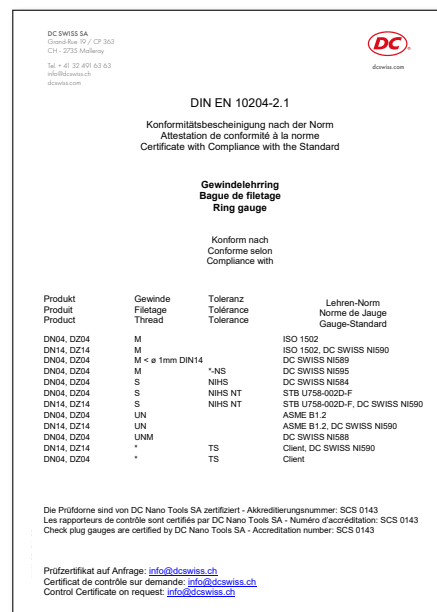 DC SWISS SA
Grand-Rue 19 / CP 363
CH - 2735 Malleray
Tel. + 41 32 491 63 63
info@dcswiss.ch
dcswiss.com
DC
dcswiss.com
DIN EN 10204-2.1
Konformitätsbescheinigung nach der Norm
Attestation de conformité à la norme
Certificate with Compliance with the Standard
Gewindelehrring
Bague de filetage
Ring gauge
Konform nach
Conforme selon
Compliance with
Produkt Gewinde Toleranz Lehren-Norm
Produit Filetage Tolérance Norme de Jauge
Product Thread Tolerance Gauge-Standard
DN04, DZ04 M ISO 1502
DN14, DZ14 M ISO 1502, DC SWISS NI590
DN04, DZ04 M < ø 1mm DIN14 DC SWISS NI589
DN04, DZ04 M *-NS DC SWISS NI595
DN04, DZ04 S NIHS DC SWISS NI584
DN04, DZ04 S NIHS NT STB U758-002D-F
DN14, DZ14 S NIHS NT STB U758-002D-F, DC SWISS NI590
DN04, DZ04 UN ASME B1.2
DN14, DZ14 UN ASME B1.2, DC SWISS NI590
DN04, DZ04 UNM DC SWISS NI588
DN14, DZ14 * TS Client, DC SWISS NI590
DN04, DZ04 * TS Client
Die Prüfdorne sind von DC Nano Tools SA zertifiziert - Akkreditierungsnummer: SCS 0143
Les rapporteurs de contrôle sont certifiés par DC Nano Tools SA - Numéro d'accréditation: SCS 0143
Check plug gauges are certified by DC Nano Tools SA - Accreditation number: SCS 0143
Prüfzertifikat auf Anfrage: info@dcswiss.ch
Certificat de contrôle sur demande: info@dcswiss.ch
Control Certificate on request: info@dcswiss.ch